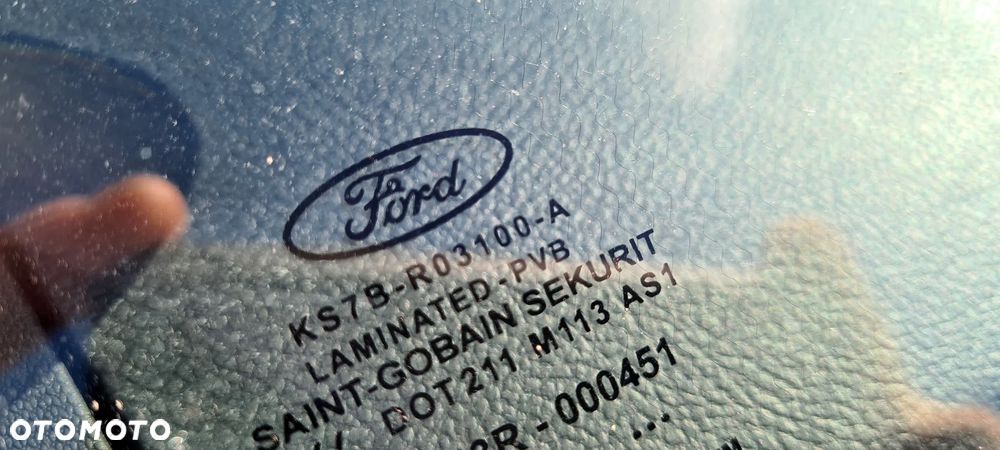 Ford
KS7B-R03100-A
LAMINATED-PVB
SAINT-GOBAIN SEKURIT
DOT211 M113 AS1
R - 000451
...
OTOMOTO